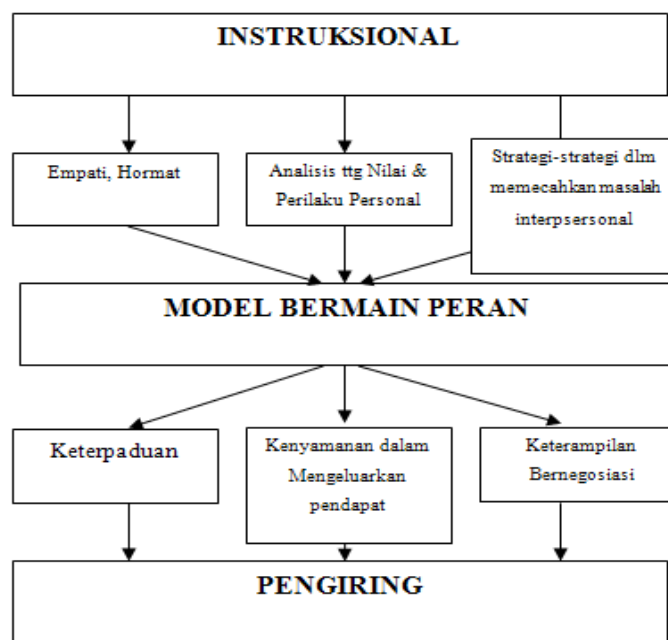 INSTRUKSIONAL
Empati, Hormat
Analisis ttg Nilai &
Perilaku Personal
Strategi-strategi dlm
memecahkan masalah
interpsersonal
MODEL BERMAIN PERAN
Keterpaduan
Kenyamanan dalam
Mengeluarkan
pendapat
Keterampilan
Bernegosiasi
PENGIRING